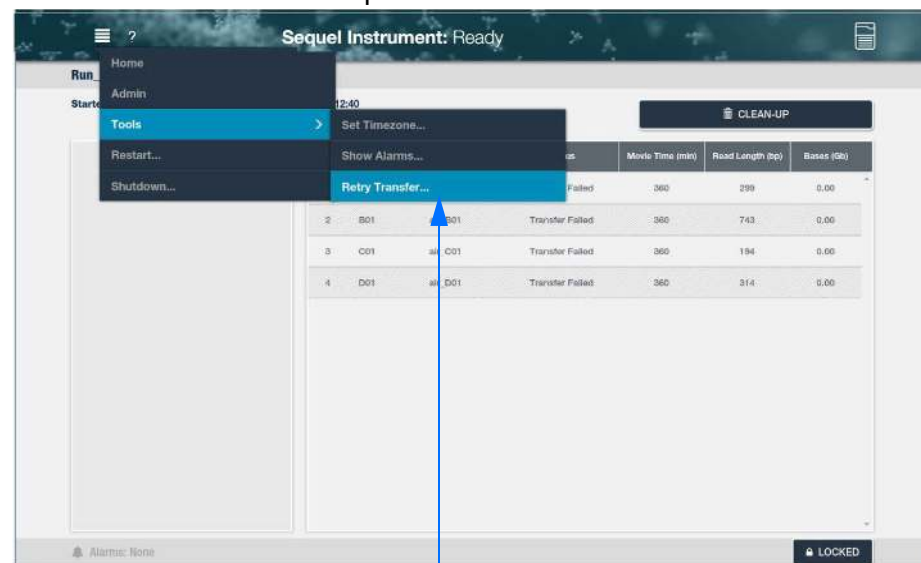 ? Sequel Instrument: Ready
Home
Run_
Admin
Starte 12:40
CLEAN-UP
Tools > Set Timezone...
Restart... Show Alarms... us Movie Time (min) Read Length (bp) Bases (Gb)
Shutdown... Retry Transfer... Failed 360 299 0.00
2 B01 B01 Transfer Failed 360 743 0.00
3 C01 C01 Transfer Failed 360 194 0.00
4 D01 D01 Transfer Failed 360 314 0.00
Alarms: None LOCKED